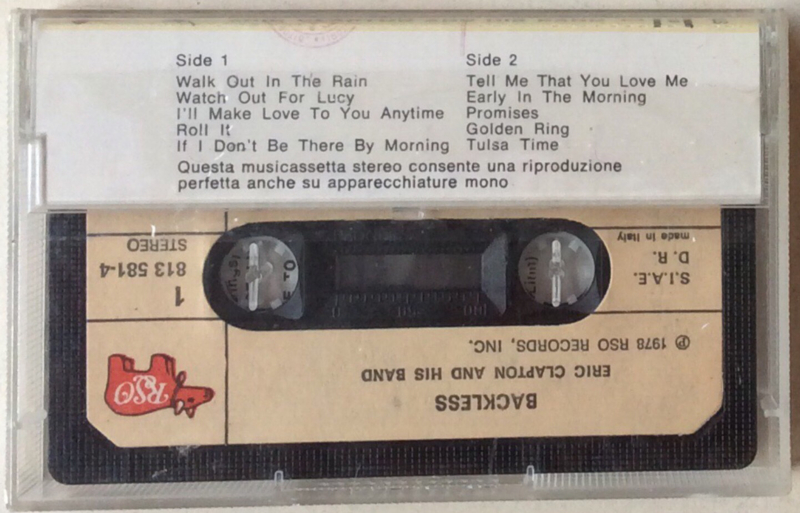 Side 1
Walk Out In The Rain
Watch Out For Lucy
I'll Make Love To You Anytime
Roll It
If I Don't Be There By Morning
Side 2
Tell Me That You Love Me
Early In The Morning
Promises
Golden Ring
Tulsa Time
Questa musicassetta stereo consente una riproduzione
perfetta anche su apparecchiature mono
BACKLESS
ERIC CLAPTON AND HIS BAND
℗ 1978 RSO RECORDS, INC.
RSO
1
813 581-4
STEREO
S.I.A.E.
D. R.
made in Italy